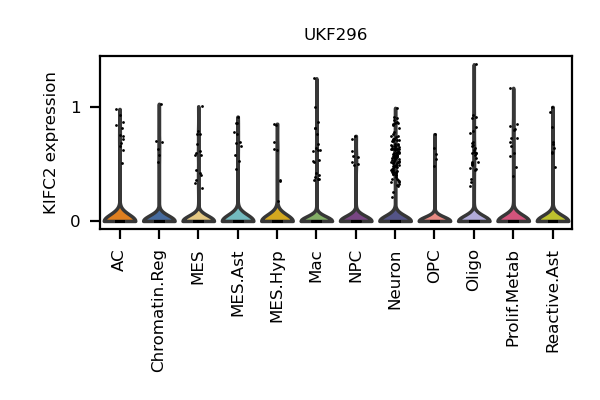 UKF296
KIFC2 expression
1
0
AC
Chromatin.Reg
MES
MES.Ast
MES.Hyp
Mac
NPC
Neuron
OPC
Oligo
Prolif.Metab
Reactive.Ast